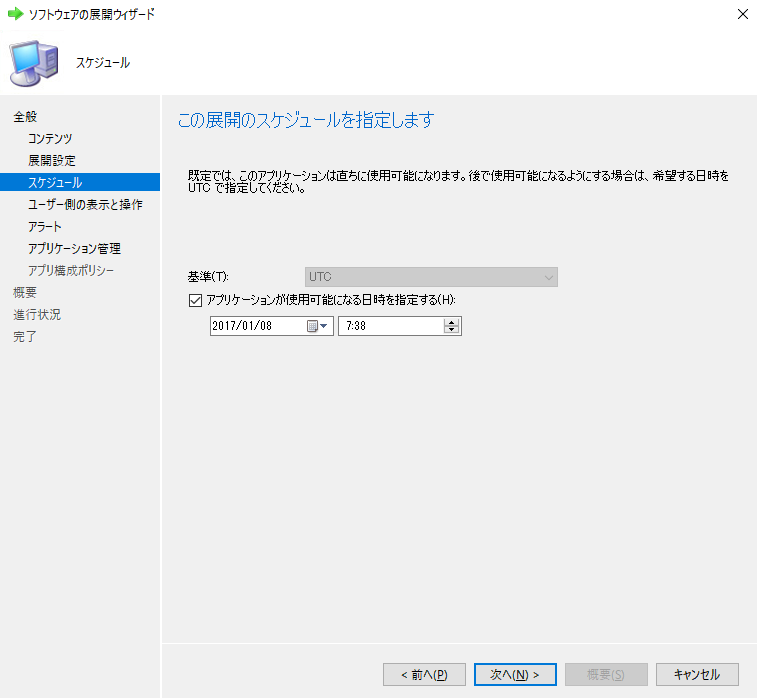 ソフトウェアの展開ウィザード
スケジュール
全般
コンテンツ
展開設定
スケジュール
ユーザー側の表示と操作
アラート
アプリケーション管理
アプリ構成ポリシー
概要
進行状況
完了
この展開のスケジュールを指定します
既定では、このアプリケーションは直ちに使用可能になります。後で使用可能になるようにする場合は、希望する日時を
UTC で指定してください。
基準(T):
UTC
アプリケーションが使用可能になる日時を指定する(H):
2017/01/08
7:38
< 前へ(P)
次へ(N) >
概要(S)
キャンセル